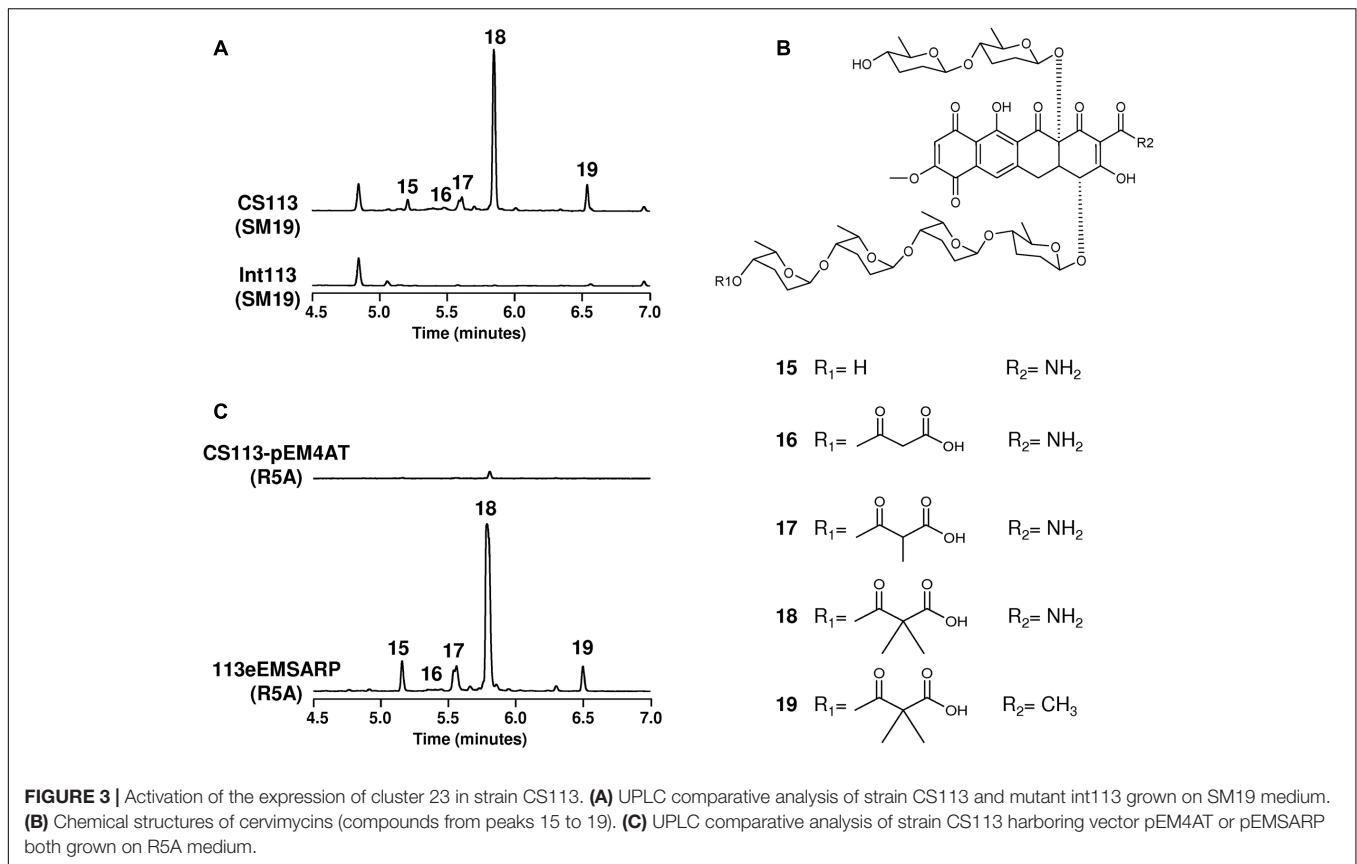 A
18
15
16
17
19
CS113
(SM19)
Int113
(SM19)
4.5 5.0 5.5 6.0 6.5 7.0
Time (minutes)
B
HO
O
O
O
O
O OH O O O
R2
O
O
OH
O
O
O
O
O
O
O
O
R1O
O
15 R₁= H R₂= NH₂
16 R₁= O O OH R₂= NH₂
17 R₁= O O OH R₂= NH₂
18 R₁= O O OH R₂= NH₂
19 R₁= O O OH R₂= CH₃
C
CS113-pEM4AT
(R5A)
18
15
16
17
19
113eEMSARP
(R5A)
4.5 5.0 5.5 6.0 6.5 7.0
Time (minutes)
FIGURE 3 | Activation of the expression of cluster 23 in strain CS113. (A) UPLC comparative analysis of strain CS113 and mutant int113 grown on SM19 medium.
(B) Chemical structures of cervimycins (compounds from peaks 15 to 19). (C) UPLC comparative analysis of strain CS113 harboring vector pEM4AT or pEMSARP
both grown on R5A medium.